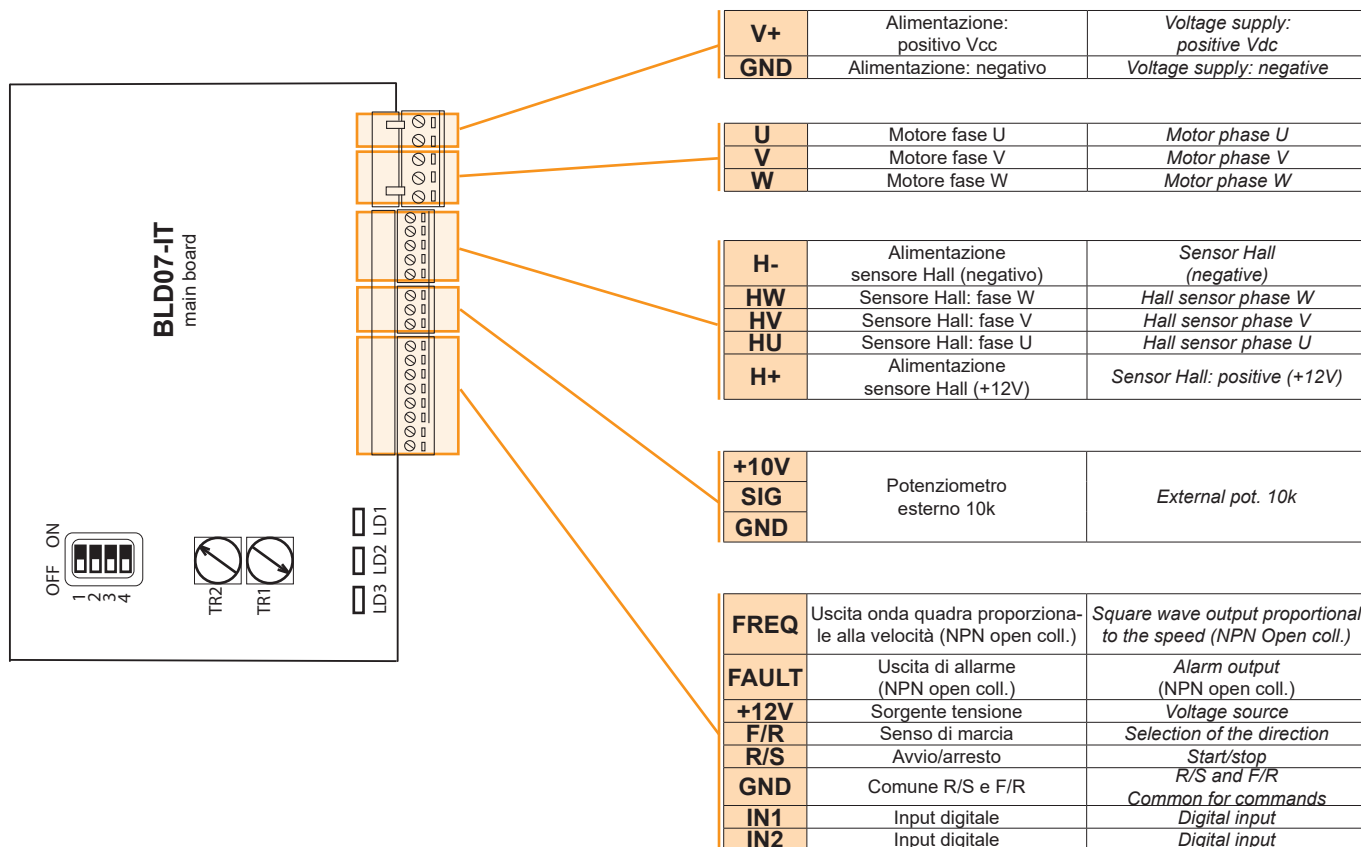 BLD07-IT
main board
OFF ON
1
2
3
4
TR2
TR1
LD1
LD2
LD3
V+
Alimentazione:
positivo Vcc
Voltage supply:
positive Vdc
GND
Alimentazione: negativo
Voltage supply: negative
U
Motore fase U
Motor phase U
V
Motore fase V
Motor phase V
W
Motore fase W
Motor phase W
H-
Alimentazione
sensore Hall (negativo)
Sensor Hall
(negative)
HW
Sensore Hall: fase W
Hall sensor phase W
HV
Sensore Hall: fase V
Hall sensor phase V
HU
Sensore Hall: fase U
Hall sensor phase U
H+
Alimentazione
sensore Hall (+12V)
Sensor Hall: positive (+12V)
+10V
SIG
GND
Potenziometro
esterno 10k
External pot. 10k
FREQ
Uscita onda quadra proporziona-
le alla velocità (NPN open coll.)
Square wave output proportional
to the speed (NPN Open coll.)
FAULT
Uscita di allarme
(NPN open coll.)
Alarm output
(NPN open coll.)
+12V
Sorgente tensione
Voltage source
F/R
Senso di marcia
Selection of the direction
R/S
Avvio/arresto
Start/stop
GND
Comune R/S e F/R
R/S and F/R
Common for commands
IN1
Input digitale
Digital input
IN2
Input digitale
Digital input